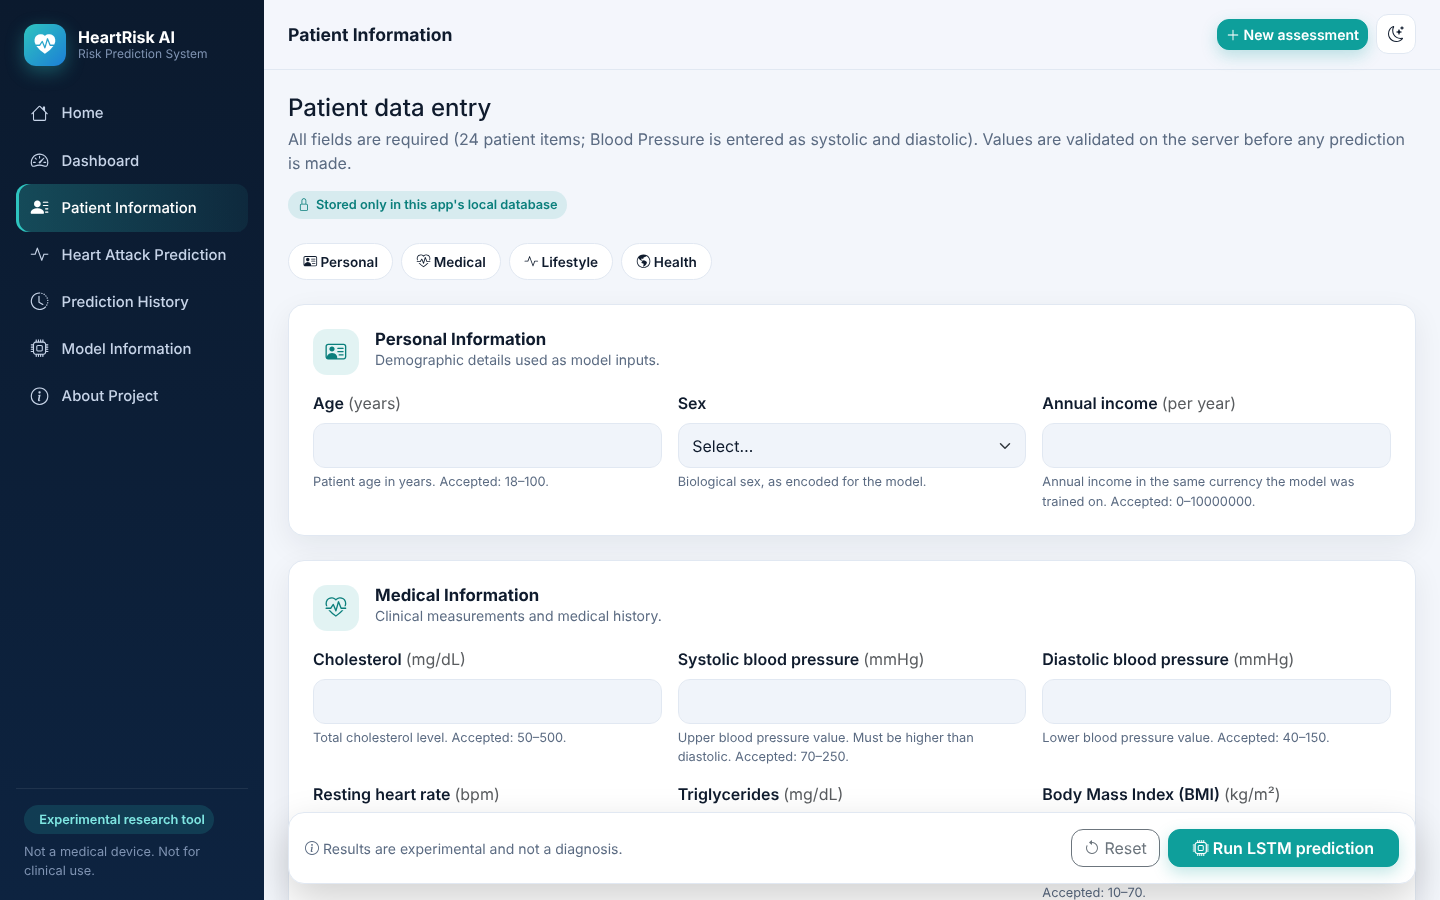 HeartRisk AI
Risk Prediction System
Home
Dashboard
Patient Information
Heart Attack Prediction
Prediction History
Model Information
About Project
Experimental research tool
Not a medical device. Not for
clinical use.
Patient Information
New assessment
Patient data entry
All fields are required (24 patient items; Blood Pressure is entered as systolic and diastolic). Values are validated on the server before any prediction
is made.
Stored only in this app's local database
Personal
Medical
Lifestyle
Health
Personal Information
Demographic details used as model inputs.
Age (years)
Patient age in years. Accepted: 18–100.
Sex
Select...
Biological sex, as encoded for the model.
Annual income (per year)
Annual income in the same currency the model was
trained on. Accepted: 0–10000000.
Medical Information
Clinical measurements and medical history.
Cholesterol (mg/dL)
Total cholesterol level. Accepted: 50–500.
Systolic blood pressure (mmHg)
Upper blood pressure value. Must be higher than
diastolic. Accepted: 70–250.
Diastolic blood pressure (mmHg)
Lower blood pressure value. Accepted: 40–150.
Resting heart rate (bpm)
Triglycerides (mg/dL)
Body Mass Index (BMI) (kg/m²)
Results are experimental and not a diagnosis.
Reset
Run LSTM prediction
Accepted: 10–70.